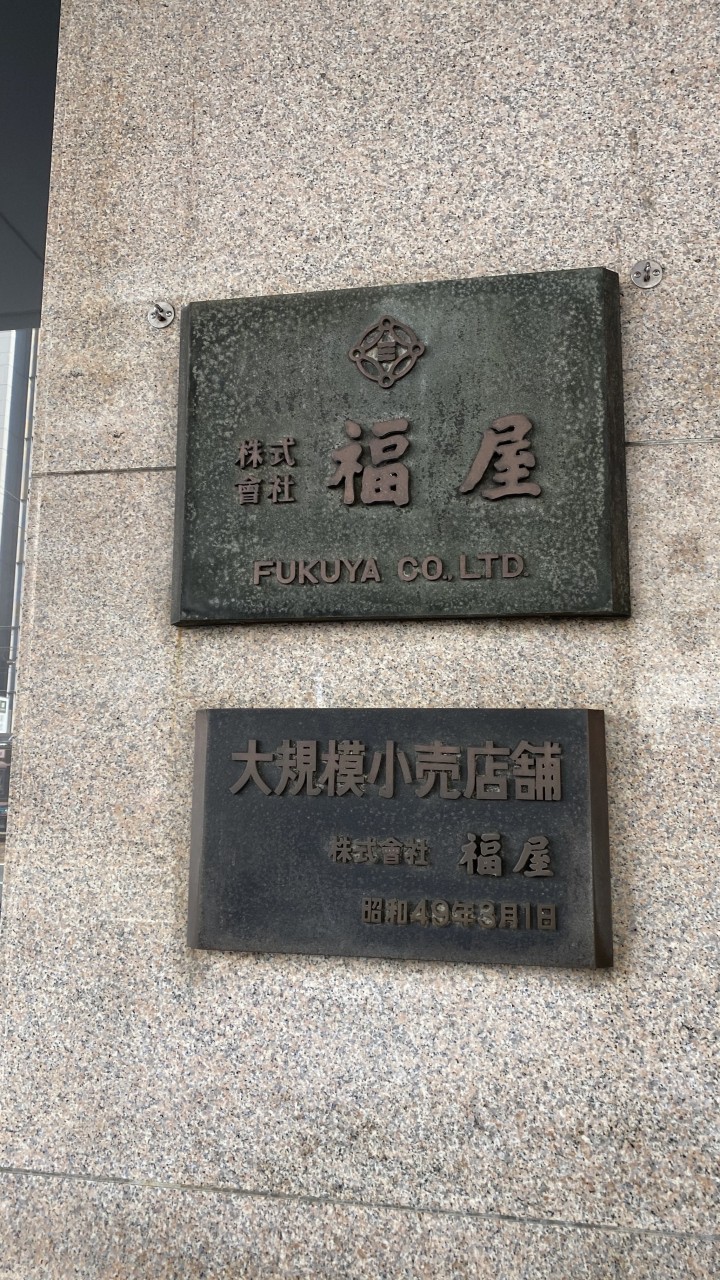 株式
會社
福屋
FUKUYA CO., LTD.
大規模小売店舗
株式會社 福屋
昭和49年3月1日